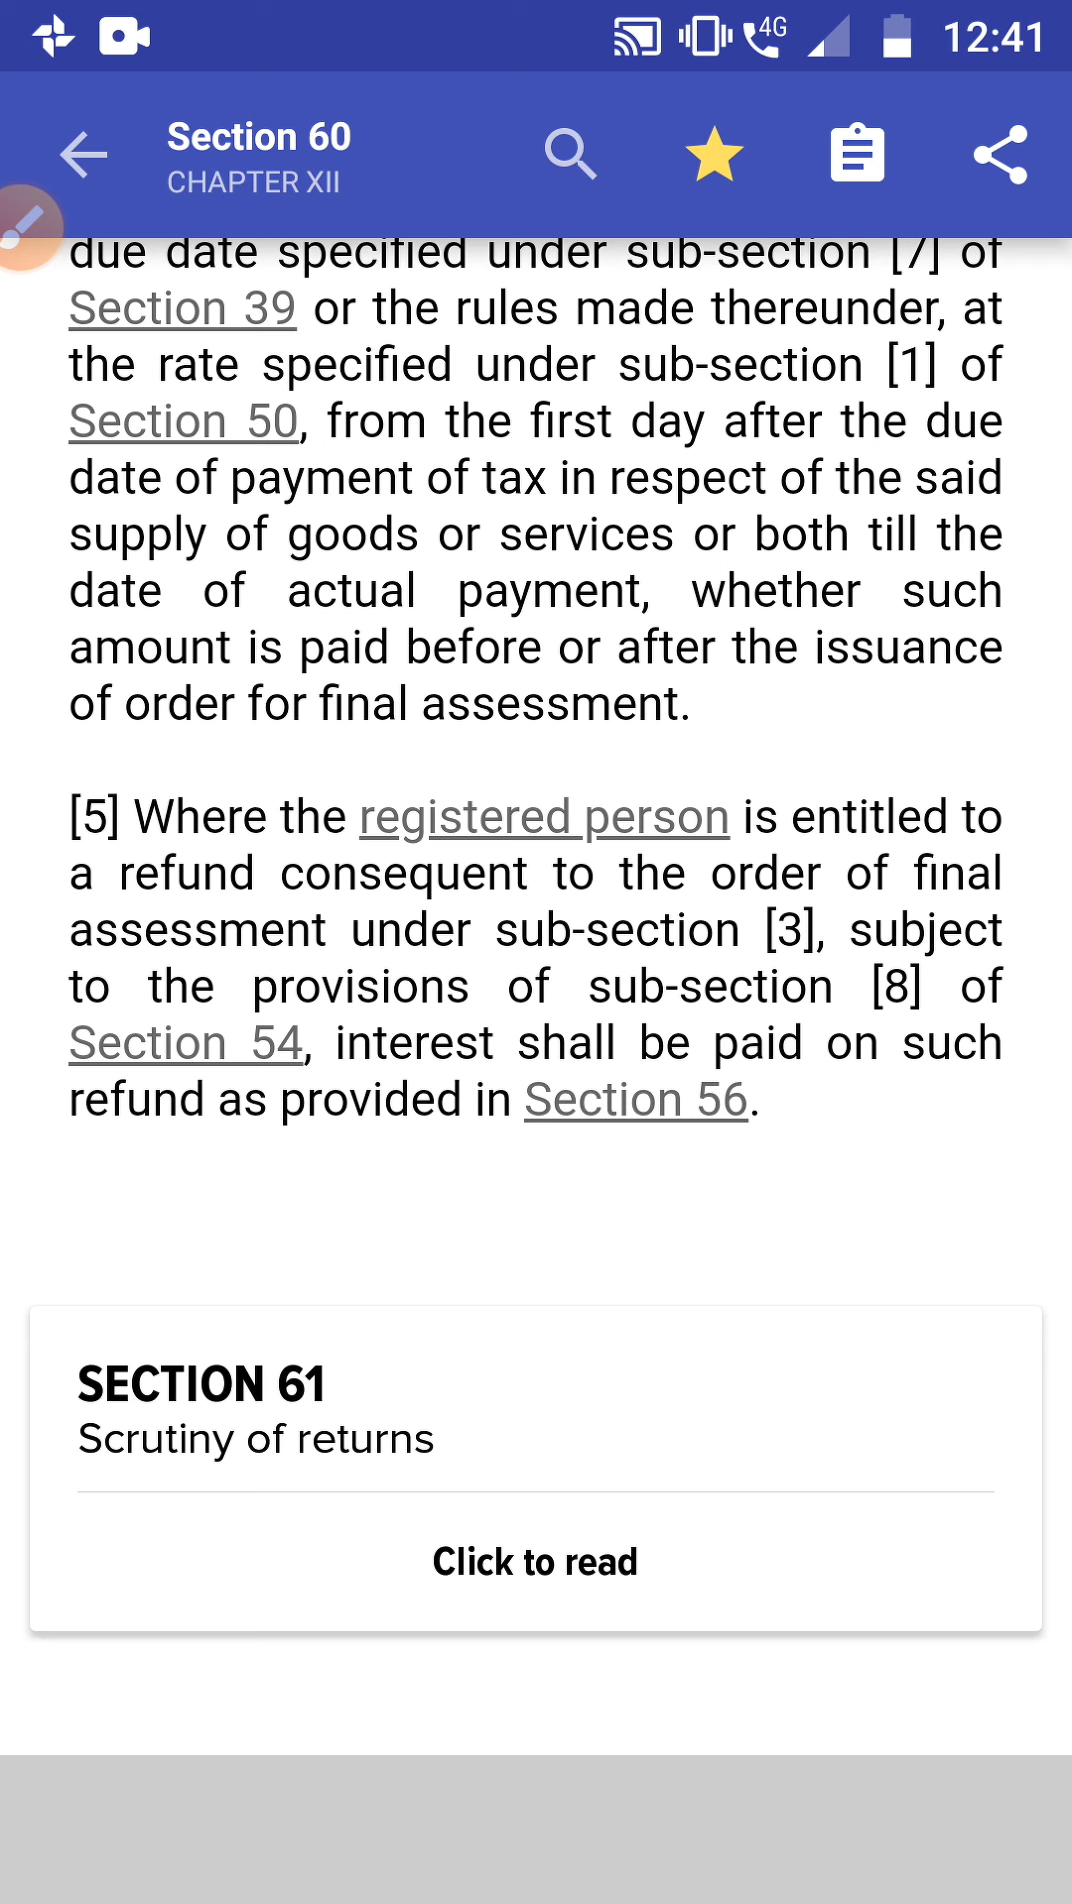 4G 12:41
Section 60
CHAPTER XII
due date specified under sub-section [7] of
Section 39 or the rules made thereunder, at
the rate specified under sub-section [1] of
Section 50, from the first day after the due
date of payment of tax in respect of the said
supply of goods or services or both till the
date of actual payment, whether such
amount is paid before or after the issuance
of order for final assessment.
[5] Where the registered person is entitled to
a refund consequent to the order of final
assessment under sub-section [3], subject
to the provisions of sub-section [8] of
Section 54, interest shall be paid on such
refund as provided in Section 56.
SECTION 61
Scrutiny of returns
Click to read